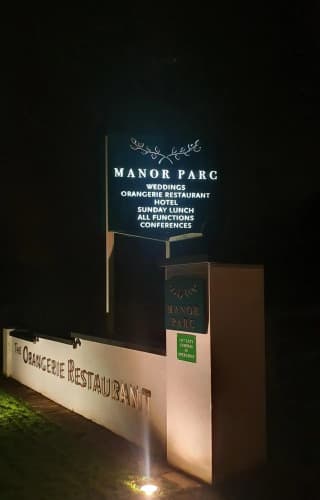 MANOR PARC
WEDDINGS
ORANGERIE RESTAURANT
HOTEL
SUNDAY LUNCH
ALL FUNCTIONS
CONFERENCES
MANOR
PARC
THE ORANGERIE RESTAURANT